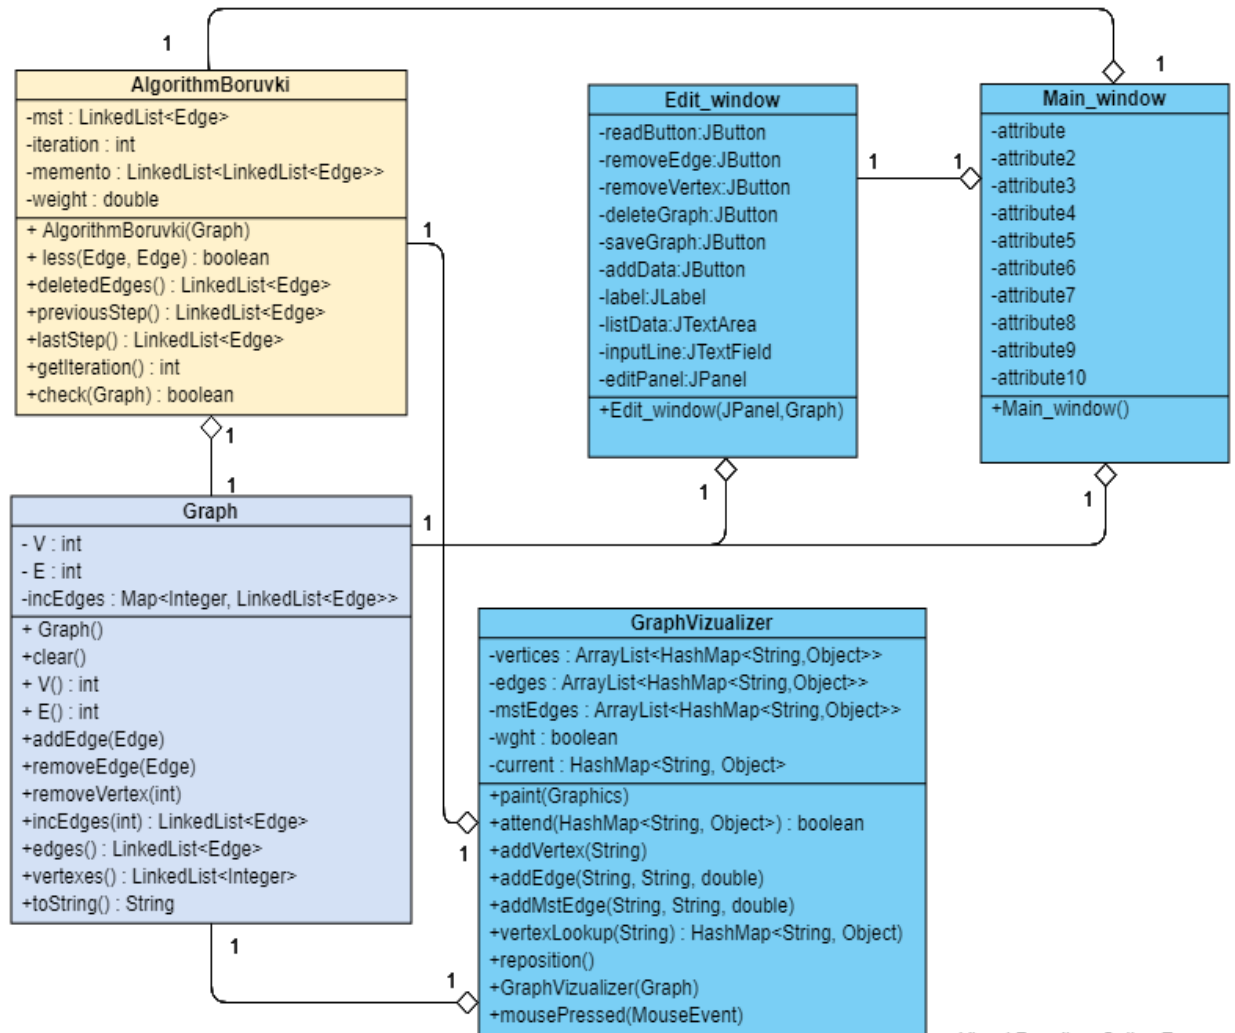 1
1
AlgorithmBoruvki
-mst : LinkedList<Edge>
-iteration : int
-memento : LinkedList<LinkedList<Edge>>
-weight : double
+ AlgorithmBoruvki(Graph)
+ less(Edge, Edge) : boolean
+deletedEdges() : LinkedList<Edge>
+previousStep() : LinkedList<Edge>
+lastStep() : LinkedList<Edge>
+getIteration() : int
+check(Graph) : boolean
1
1
1
Edit_window
-readButton:JButton
-removeEdge:JButton
-removeVertex:JButton
-deleteGraph:JButton
-saveGraph:JButton
-addData:JButton
-label:JLabel
-listData:JTextArea
-inputLine:JTextField
-editPanel:JPanel
+Edit_window(JPanel,Graph)
1
1
1
Main_window
-attribute
-attribute2
-attribute3
-attribute4
-attribute5
-attribute6
-attribute7
-attribute8
-attribute9
-attribute10
+Main_window()
1
Graph
- V : int
- E : int
-incEdges : Map<Integer, LinkedList<Edge>>
+ Graph()
+clear()
+ V() : int
+ E() : int
+addEdge(Edge)
+removeEdge(Edge)
+removeVertex(int)
+incEdges(int) : LinkedList<Edge>
+edges() : LinkedList<Edge>
+vertexes() : LinkedList<Integer>
+toString() : String
1
1
1
1
GraphVizualizer
-vertices : ArrayList<HashMap<String,Object>>
-edges : ArrayList<HashMap<String,Object>>
-mstEdges : ArrayList<HashMap<String,Object>>
-wght : boolean
-current : HashMap<String, Object>
+paint(Graphics)
+attend(HashMap<String, Object>) : boolean
+addVertex(String)
+addEdge(String, String, double)
+addMstEdge(String, String, double)
+vertexLookup(String) : HashMap<String, Object)
+reposition()
+GraphVizualizer(Graph)
+mousePressed(MouseEvent)